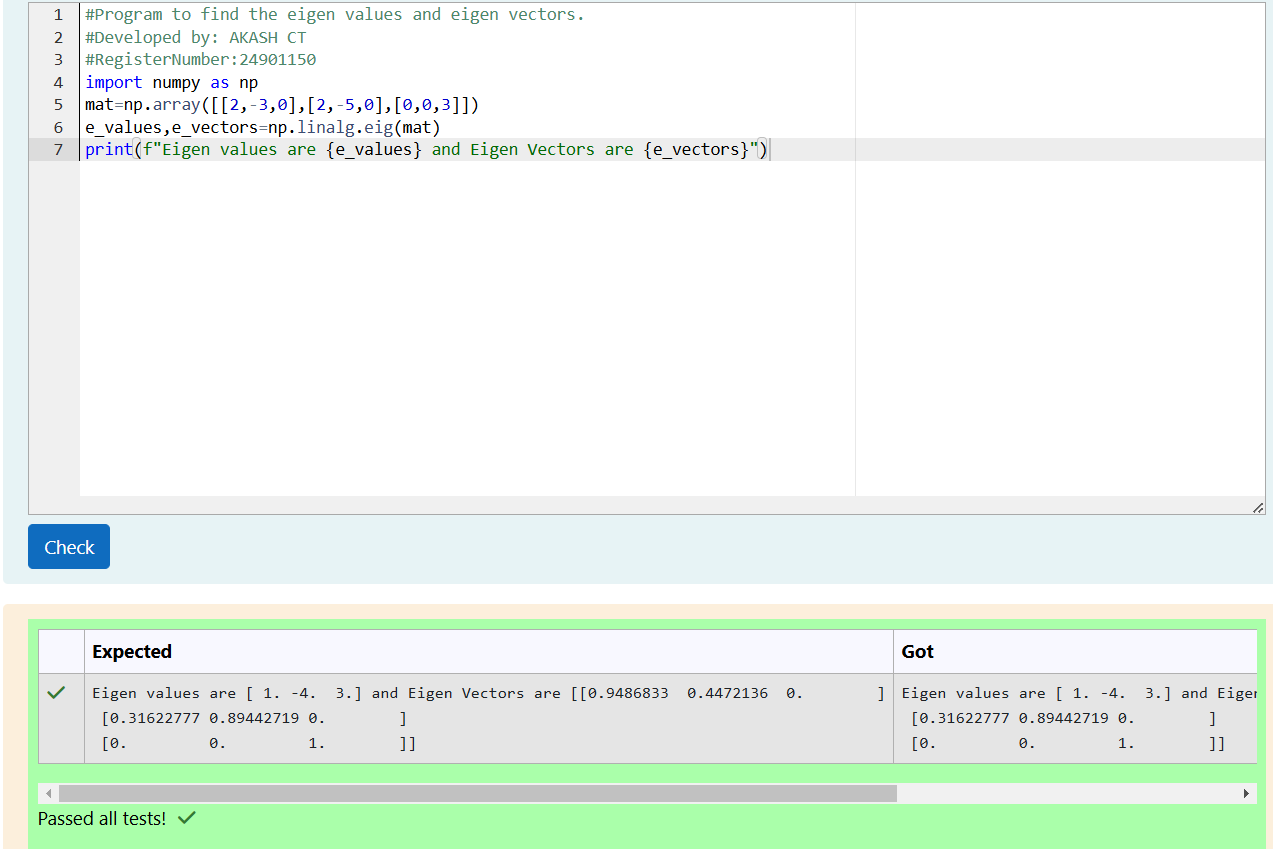 1 #Program to find the eigen values and eigen vectors.
2 #Developed by: AKASH CT
3 #RegisterNumber:24901150
4 import numpy as np
5 mat=np.array([[2,-3,0],[2,-5,0],[0,0,3]])
6 e_values,e_vectors=np.linalg.eig(mat)
7 print(f"Eigen values are {e_values} and Eigen Vectors are {e_vectors}")
Check
Expected Got
Eigen values are [ 1. -4.  3.] and Eigen Vectors are [[0.9486833  0.4472136  0.        ] Eigen values are [ 1. -4.  3.] and Eigen
[0.31622777 0.89442719 0.        ] [0.31622777 0.89442719 0.        ]
[0.         0.         1.        ]] [0.         0.         1.        ]]
Passed all tests!